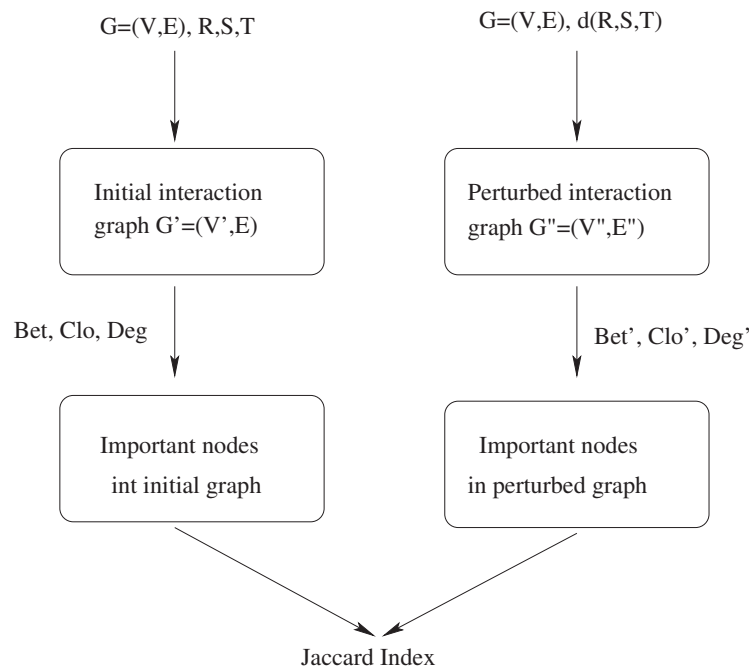 G=(V,E), R,S,T
G=(V,E), d(R,S,T)
Initial interaction
graph G’=(V’,E)
Perturbed interaction
graph G"=(V",E")
Bet, Clo, Deg
Bet’, Clo’, Deg’
Important nodes
int initial graph
Important nodes
in perturbed graph
Jaccard Index